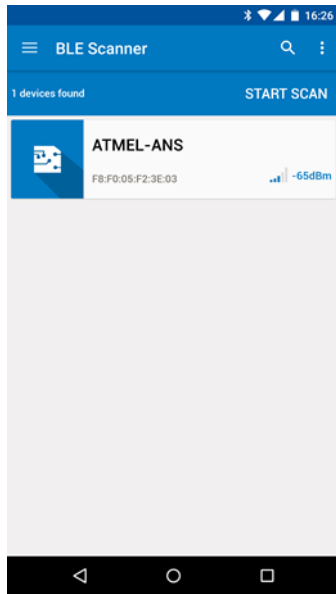 16:26
BLE Scanner
1 devices found START SCAN
ATMEL-ANS
F8:F0:05:F2:3E:03 -65dBm